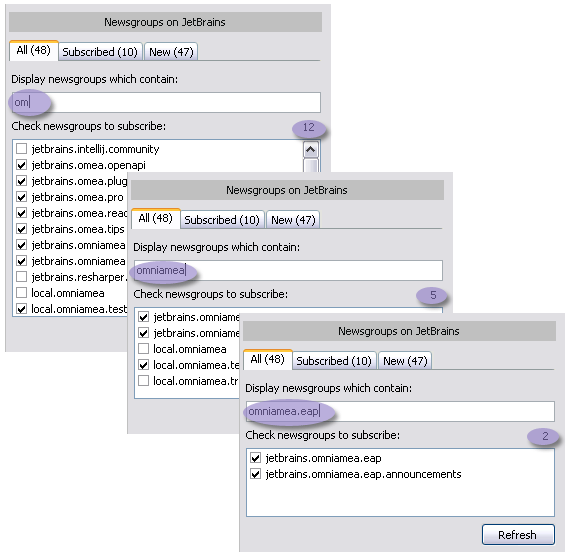 Newsgroups on JetBrains
All (48) Subscribed (10) New (47)
Display newsgroups which contain:
om
Check newsgroups to subscribe: 12
jetbrains.intellij.community
jetbrains.omea.openapi
jetbrains.omea.plug
jetbrains.omea.pro
jetbrains.omea.read
jetbrains.omea.tips
jetbrains.omniamea
jetbrains.omniamea
jetbrains.resharper.
local.omniamea
local.omniamea.test
Newsgroups on JetBrains
All (48) Subscribed (10) New (47)
Display newsgroups which contain:
omniamea
Check newsgroups to subscribe: 5
jetbrains.omniame
jetbrains.omniame
local.omniamea
local.omniamea.te
local.omniamea.tr
Newsgroups on JetBrains
All (48) Subscribed (10) New (47)
Display newsgroups which contain:
omniamea.eap
Check newsgroups to subscribe: 2
jetbrains.omniamea.eap
jetbrains.omniamea.eap.announcements
Refresh